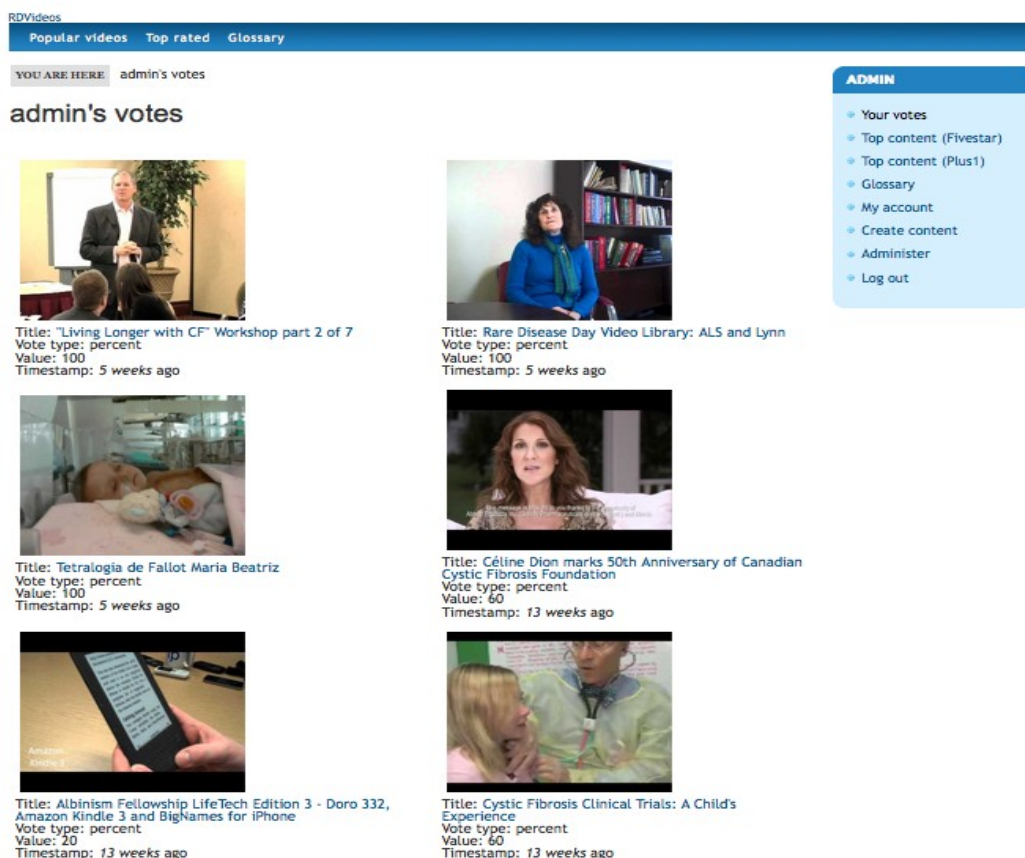 RDVideos
Popular videos Top rated Glossary
YOU ARE HERE admin's votes
admin's votes
Title: "Living Longer with CF" Workshop part 2 of 7
Vote type: percent
Value: 100
Timestamp: 5 weeks ago
Title: Rare Disease Day Video Library: ALS and Lynn
Vote type: percent
Value: 100
Timestamp: 5 weeks ago
Title: Tetralogia de Fallot Maria Beatriz
Vote type: percent
Value: 100
Timestamp: 5 weeks ago
Title: Céline Dion marks 50th Anniversary of Canadian
Cystic Fibrosis Foundation
Vote type: percent
Value: 60
Timestamp: 13 weeks ago
Amazon
Kindle 3
Title: Albinism Fellowship LifeTech Edition 3 - Doro 332,
Amazon Kindle 3 and BigNames for iPhone
Vote type: percent
Value: 20
Timestamp: 13 weeks ago
Title: Cystic Fibrosis Clinical Trials: A Child's
Experience
Vote type: percent
Value: 60
Timestamp: 13 weeks ago
ADMIN
Your votes
Top content (Fivestar)
Top content (Plus1)
Glossary
My account
Create content
Administer
Log out